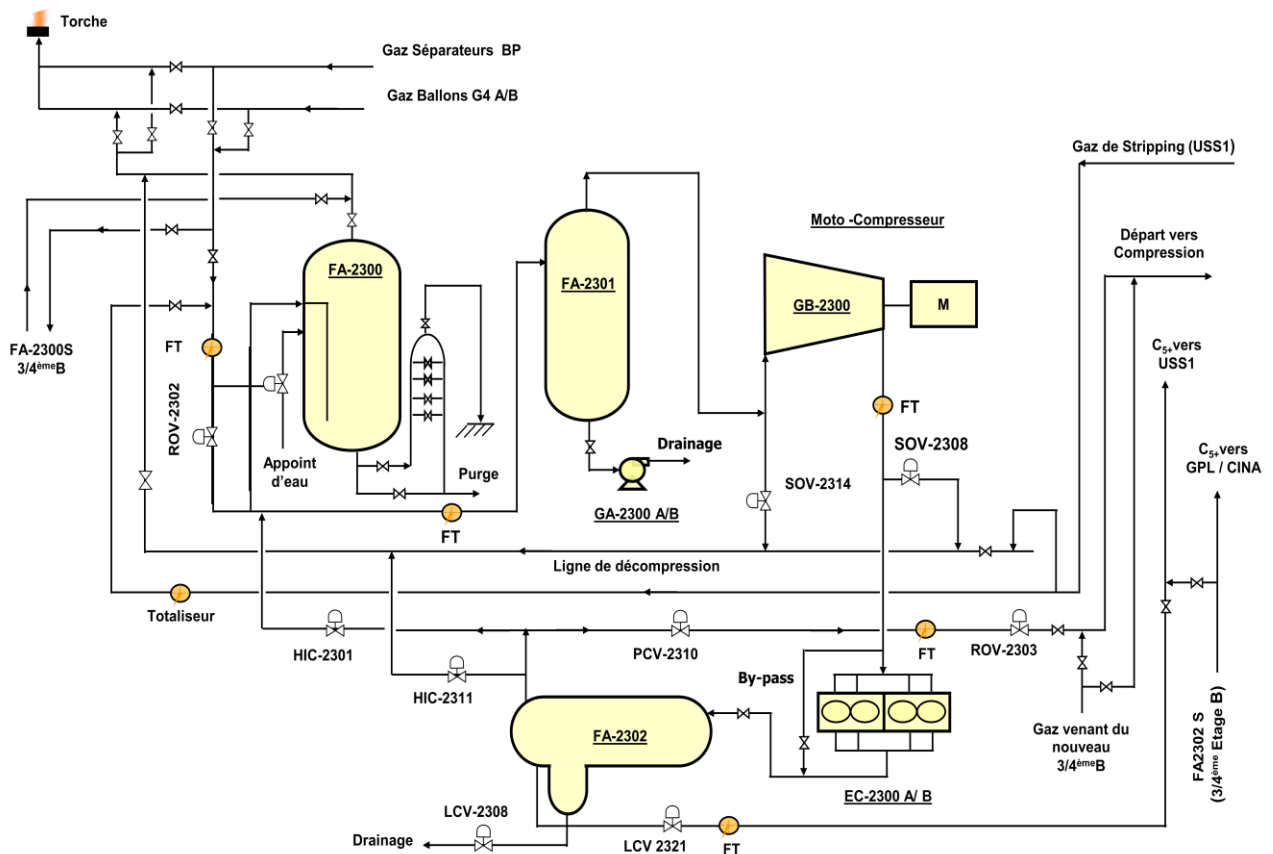 Torche
Gaz Séparateurs BP
Gaz Ballons G4 A/B
Gaz de Stripping (USS1)
Moto -Compresseur
Départ vers
Compression
FA-2300
FA-2301
GB-2300
M
FA-2300S
3/4èmeB
FT
ROV-2302
FT
C5+vers
USS1
SOV-2308
C5+vers
GPL / CINA
Appoint
d'eau
Purge
Drainage
GA-2300 A/B
SOV-2314
FT
Ligne de décompression
Totaliseur
HIC-2301
PCV-2310
FT
ROV-2303
HIC-2311
By-pass
FA-2302
Gaz venant du
nouveau
3/4èmeB
FA2302 S
(3/4ème Etage B)
EC-2300 A/ B
LCV-2308
Drainage
LCV 2321
FT